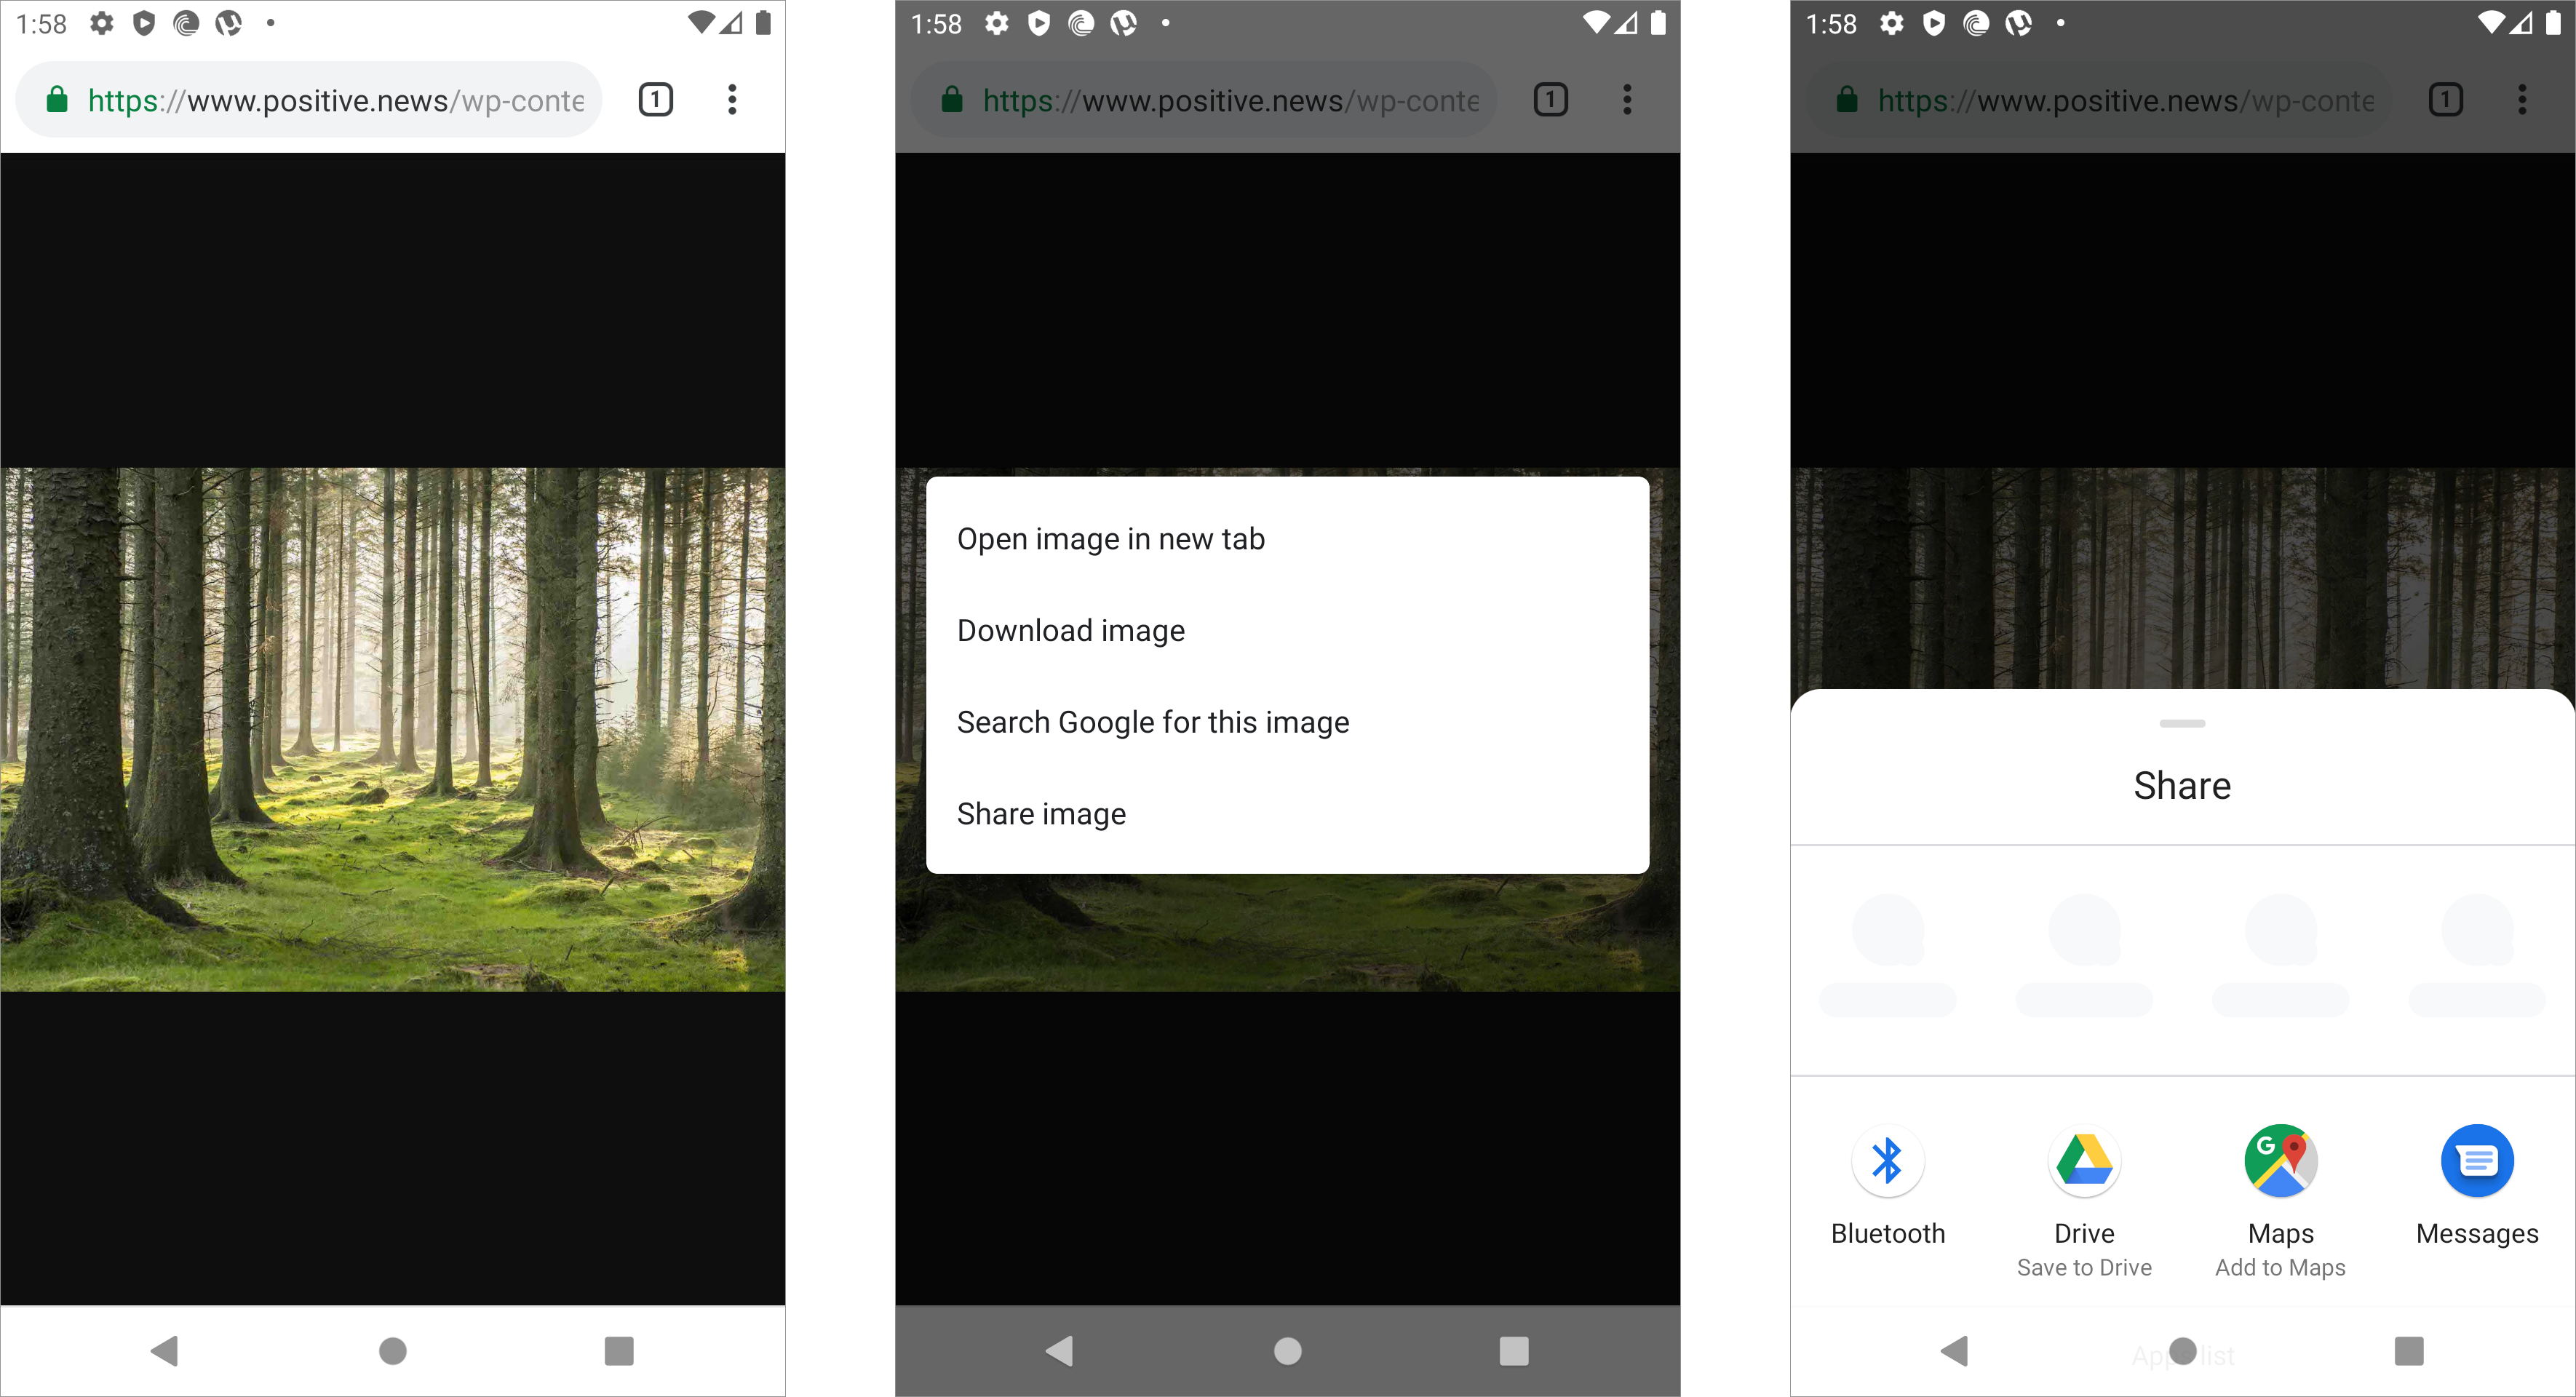 1:58
https://www.positive.news/wp-conte
1
1:58
https://www.positive.news/wp-conte
1
Open image in new tab
Download image
Search Google for this image
Share image
1:58
https://www.positive.news/wp-conte
1
Share
Bluetooth
Drive
Maps
Messages
Save to Drive
Add to Maps